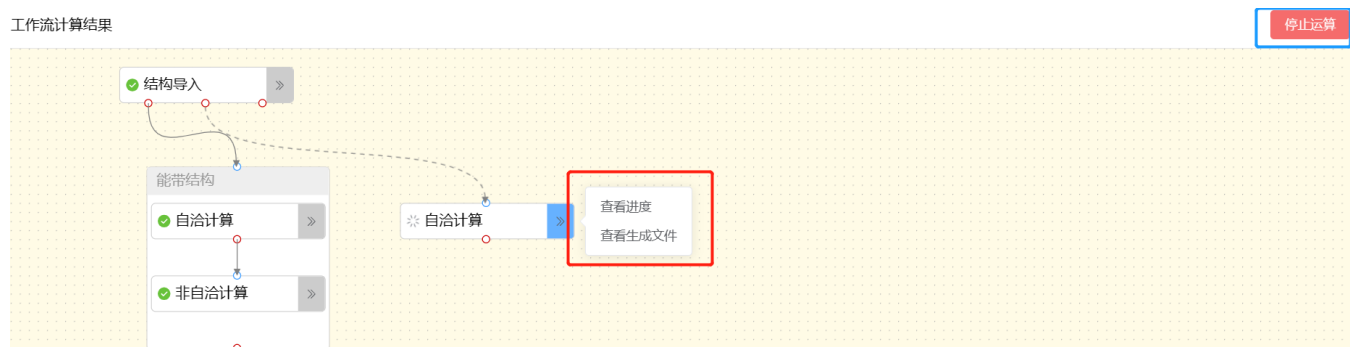 工作流计算结果
停止运算
结构导入
能带结构
自洽计算
自洽计算
查看进度
查看生成文件
非自洽计算